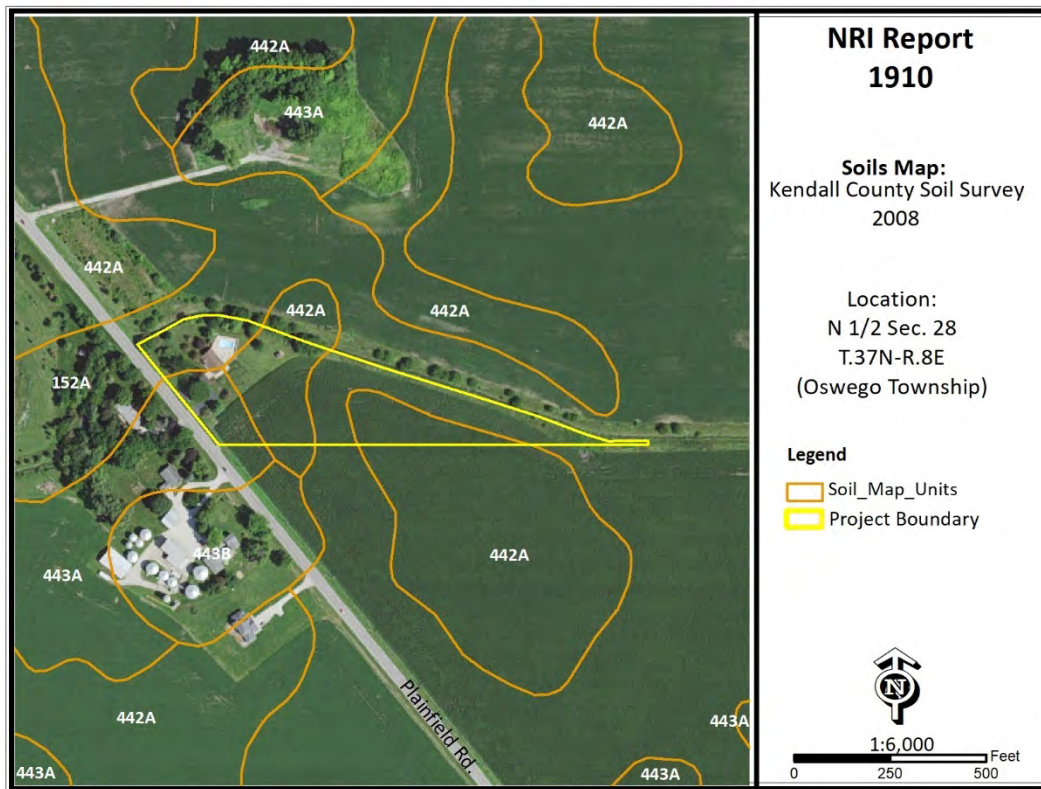 442A
443A
442A
442A
442A
442A
152A
442A
443B
443A
442A
443A
443A
443A
Plainfield Rd.
NRI Report
1910
Soils Map:
Kendall County Soil Survey
2008
Location:
N 1/2 Sec. 28
T.37N-R.8E
(Oswego Township)
Legend
Soil_Map_Units
Project Boundary
N
1:6,000
Feet
0 250 500